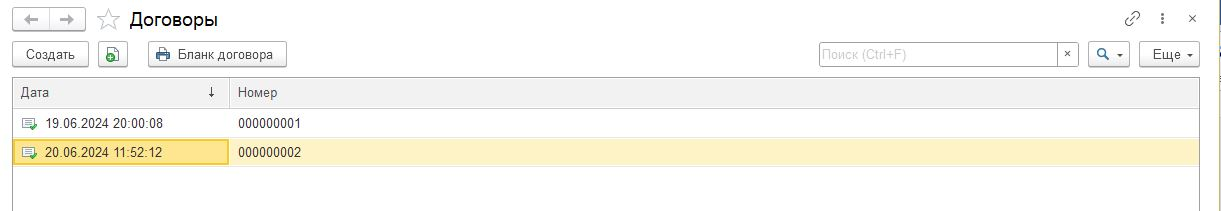 Договоры
Создать Бланк договора Поиск (Ctrl+F) × Еще
Дата ↓ Номер
19.06.2024 20:00:08 000000001
20.06.2024 11:52:12 000000002